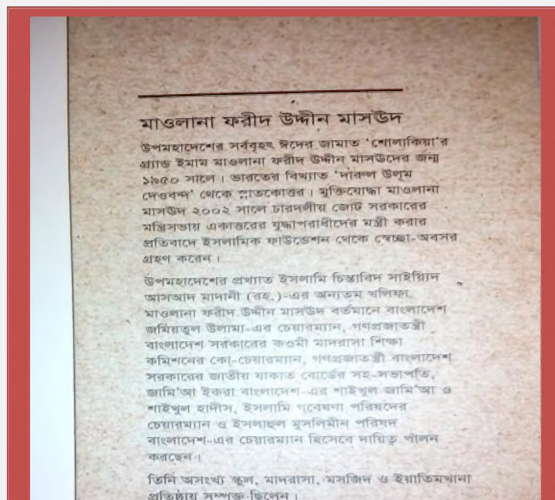 মাওলানা ফরীদ উদ্দীন মাসঊদ
উপমহাদেশের সর্ববৃহৎ ঈদের জামাত ‘শোলাকিয়া’র
গ্র্যান্ড ইমাম মাওলানা ফরীদ উদ্দীন মাসঊদের জন্ম
১৯৫০ সালে। ভারতের বিখ্যাত ‘দারুল উলূম
দেওবন্দ’ থেকে স্নাতকোত্তর। মুক্তিযোদ্ধা মাওলানা
মাসঊদ ২০০২ সালে চারদলীয় জোট সরকারের
মন্ত্রিসভায় একাত্তরের যুদ্ধাপরাধীদের মন্ত্রী করার
প্রতিবাদে ইসলামিক ফাউন্ডেশন থেকে স্বেচ্ছা-অবসর
গ্রহণ করেন।
উপমহাদেশের প্রখ্যাত ইসলামি চিন্তাবিদ সাইয়্যিদ
আসআদ মাদানী (রহ.)-এর অন্যতম খলিফা,
মাওলানা ফরীদ উদ্দীন মাসঊদ বর্তমানে বাংলাদেশ
জমিয়তুল উলামা-এর চেয়ারম্যান, গণপ্রজাতন্ত্রী
বাংলাদেশ সরকারের কওমী মাদরাসা শিক্ষা
কমিশনের কো-চেয়ারম্যান, গণপ্রজাতন্ত্রী বাংলাদেশ
সরকারের জাতীয় যাকাত বোর্ডের সহ-সভাপতি,
জামি‘আ ইকরা বাংলাদেশ-এর শাইখুল জামি‘আ ও
শাইখুল হাদীস, ইসলামি গবেষণা পরিষদের
চেয়ারম্যান ও ইসলাহুল মুসলিমীন পরিষদ
বাংলাদেশ-এর চেয়ারম্যান হিসেবে দায়িত্ব পালন
করছেন।
তিনি অসংখ্য স্কুল, মাদরাসা, মসজিদ ও ইয়াতিমখানা
প্রতিষ্ঠায় সম্পৃক্ত ছিলেন।